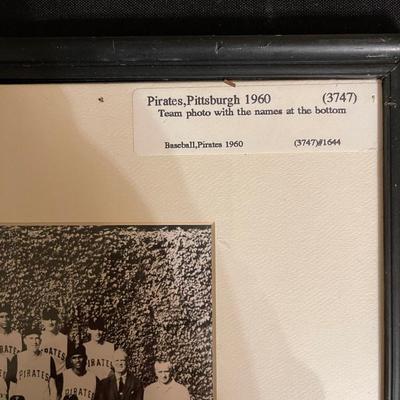 Pirates,Pittsburgh 1960 (3747)
Team photo with the names at the bottom
Baseball,Pirates 1960 (3747)#1644
PIRATES
PIRATES
PIRATES